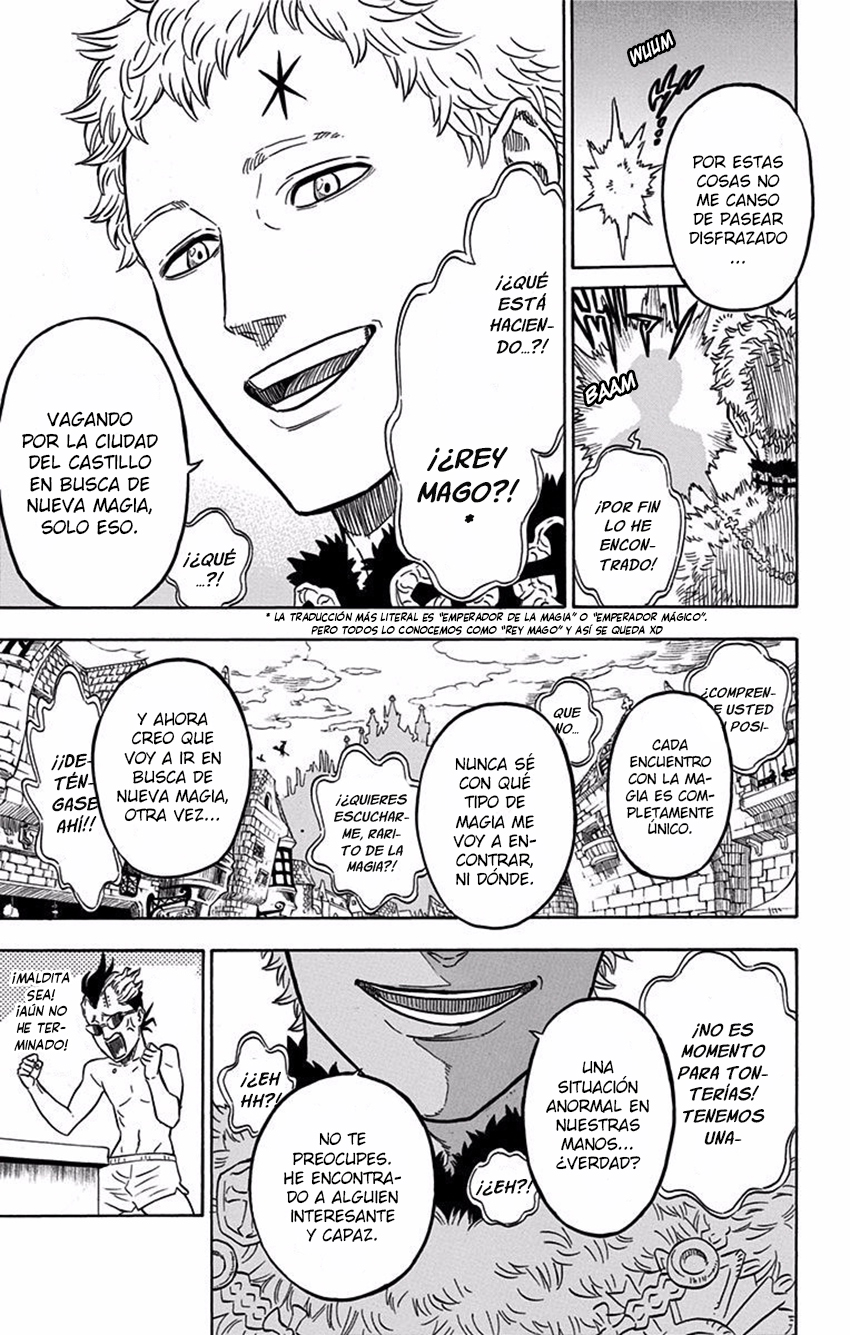 WUUM
POR ESTAS
COSAS NO
ME CANSO
DE PASEAR
DISFRAZADO
...
BAAM
¡POR FIN
LO HE
ENCON-
TRADO!
¡¿QUÉ
ESTÁ
HACIEN-
DO...?!
¡¿REY
MAGO?!
*
VAGANDO
POR LA CIUDAD
DEL CASTILLO
EN BUSCA DE
NUEVA MAGIA,
SOLO ESO.
¡¿QUÉ
...?!
* LA TRADUCCIÓN MÁS LITERAL ES "EMPERADOR DE LA MAGIA" O "EMPERADOR MÁGICO".
PERO TODOS LO CONOCEMOS COMO "REY MAGO" Y ASÍ SE QUEDA XD
¿COMPREN-
E USTED
POSI-
CADA
ENCUENTRO
CON LA MA-
GIA ES COM-
PLETAMENTE
ÚNICO.
QUE
NO...
NUNCA SÉ
CON QUÉ
TIPO DE
MAGIA ME
VOY A EN-
CONTRAR,
NI DÓNDE.
¡¿QUIERES
ESCUCHAR-
ME, RARI-
TO DE LA
MAGIA?!
Y AHORA
CREO QUE
VOY A IR EN
BUSCA DE
NUEVA MAGIA,
OTRA VEZ...
¡¡DE-
TÉN-
GASE
AHÍ!!
¡NO ES
MOMENTO
PARA TON-
TERÍAS!
TENEMOS
UNA-
UNA
SITUACIÓN
ANORMAL EN
NUESTRAS
MANOS...
¿VERDAD?
¡¿EH?!
¡¿EH
HH?!
NO TE
PREOCUPES.
HE ENCONTRA-
DO A ALGUIEN
INTERESANTE
Y CAPAZ.
¡MALDITA
SEA!
¡AÚN NO
HE TER-
MINADO!